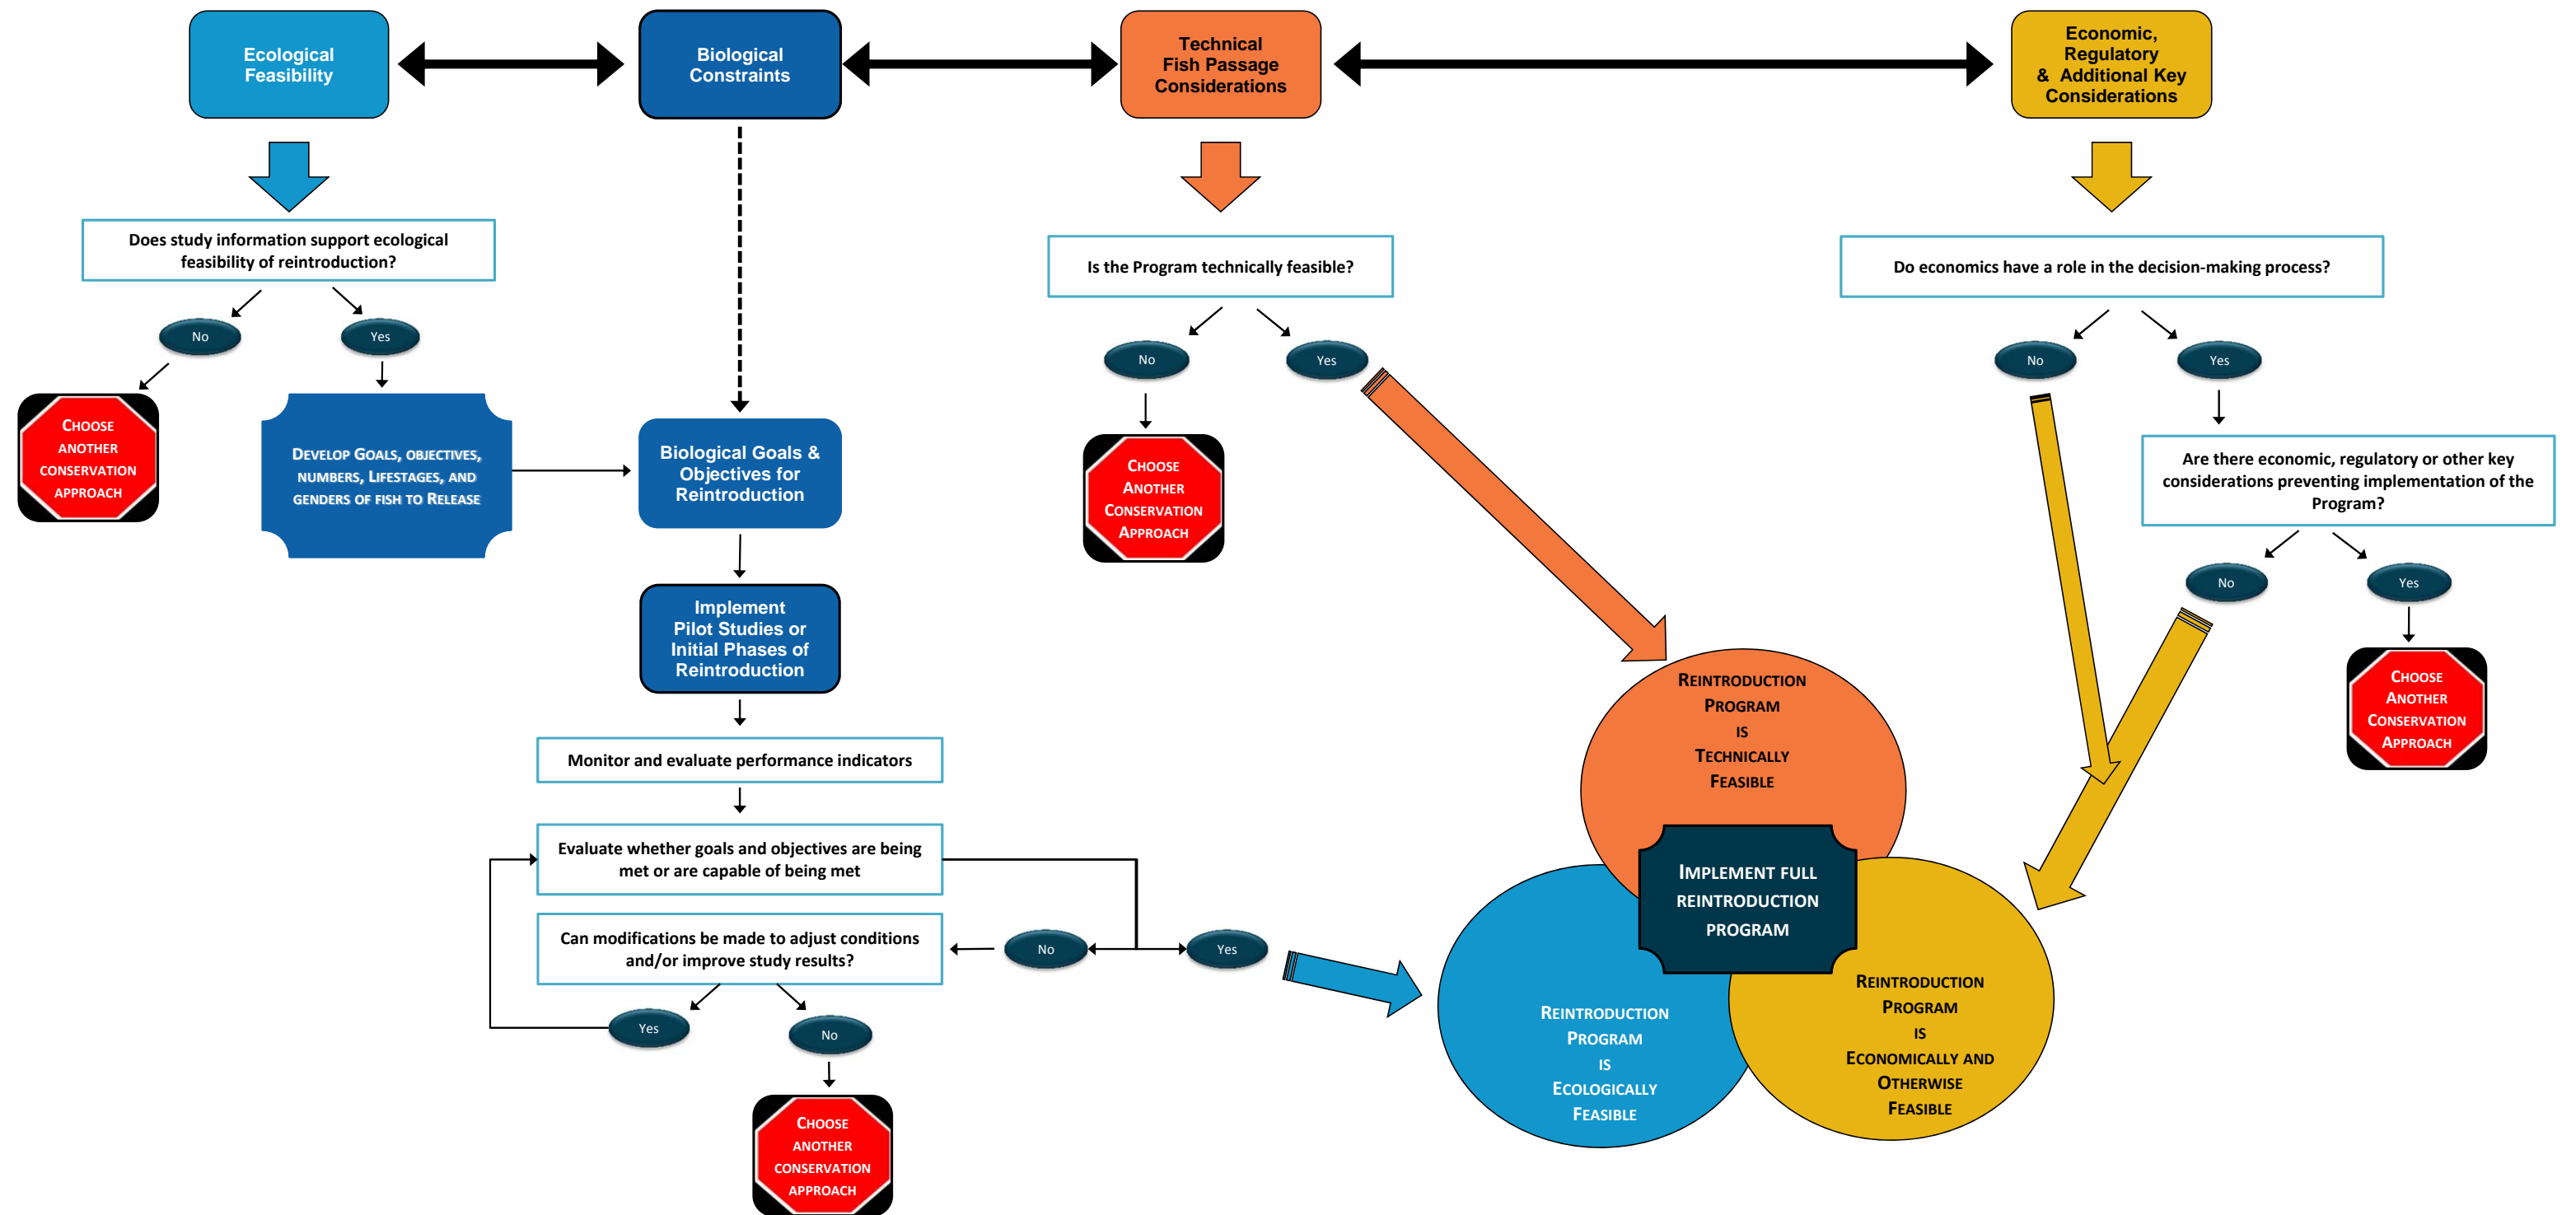 Ecological
Feasibility
Biological
Constraints
Technical
Fish Passage
Considerations
Economic,
Regulatory
& Additional Key
Considerations
Does study information support ecological
feasibility of reintroduction?
No
Yes
CHOOSE
ANOTHER
CONSERVATION
APPROACH
DEVELOP GOALS, OBJECTIVES,
NUMBERS, LIFESTAGES, AND
GENDERS OF FISH TO RELEASE
Biological Goals &
Objectives for
Reintroduction
Implement
Pilot Studies or
Initial Phases of
Reintroduction
Monitor and evaluate performance indicators
Evaluate whether goals and objectives are being
met or are capable of being met
Can modifications be made to adjust conditions
and/or improve study results?
No
Yes
Yes
No
CHOOSE
ANOTHER
CONSERVATION
APPROACH
Is the Program technically feasible?
No
Yes
CHOOSE
ANOTHER
CONSERVATION
APPROACH
Do economics have a role in the decision-making process?
No
Yes
Are there economic, regulatory or other key
considerations preventing implementation of the
Program?
No
Yes
CHOOSE
ANOTHER
CONSERVATION
APPROACH
REINTRODUCTION
PROGRAM
IS
TECHNICALLY
FEASIBLE
IMPLEMENT FULL
REINTRODUCTION
PROGRAM
REINTRODUCTION
PROGRAM
IS
ECOLOGICALLY
FEASIBLE
REINTRODUCTION
PROGRAM
IS
ECONOMICALLY AND
OTHERWISE
FEASIBLE